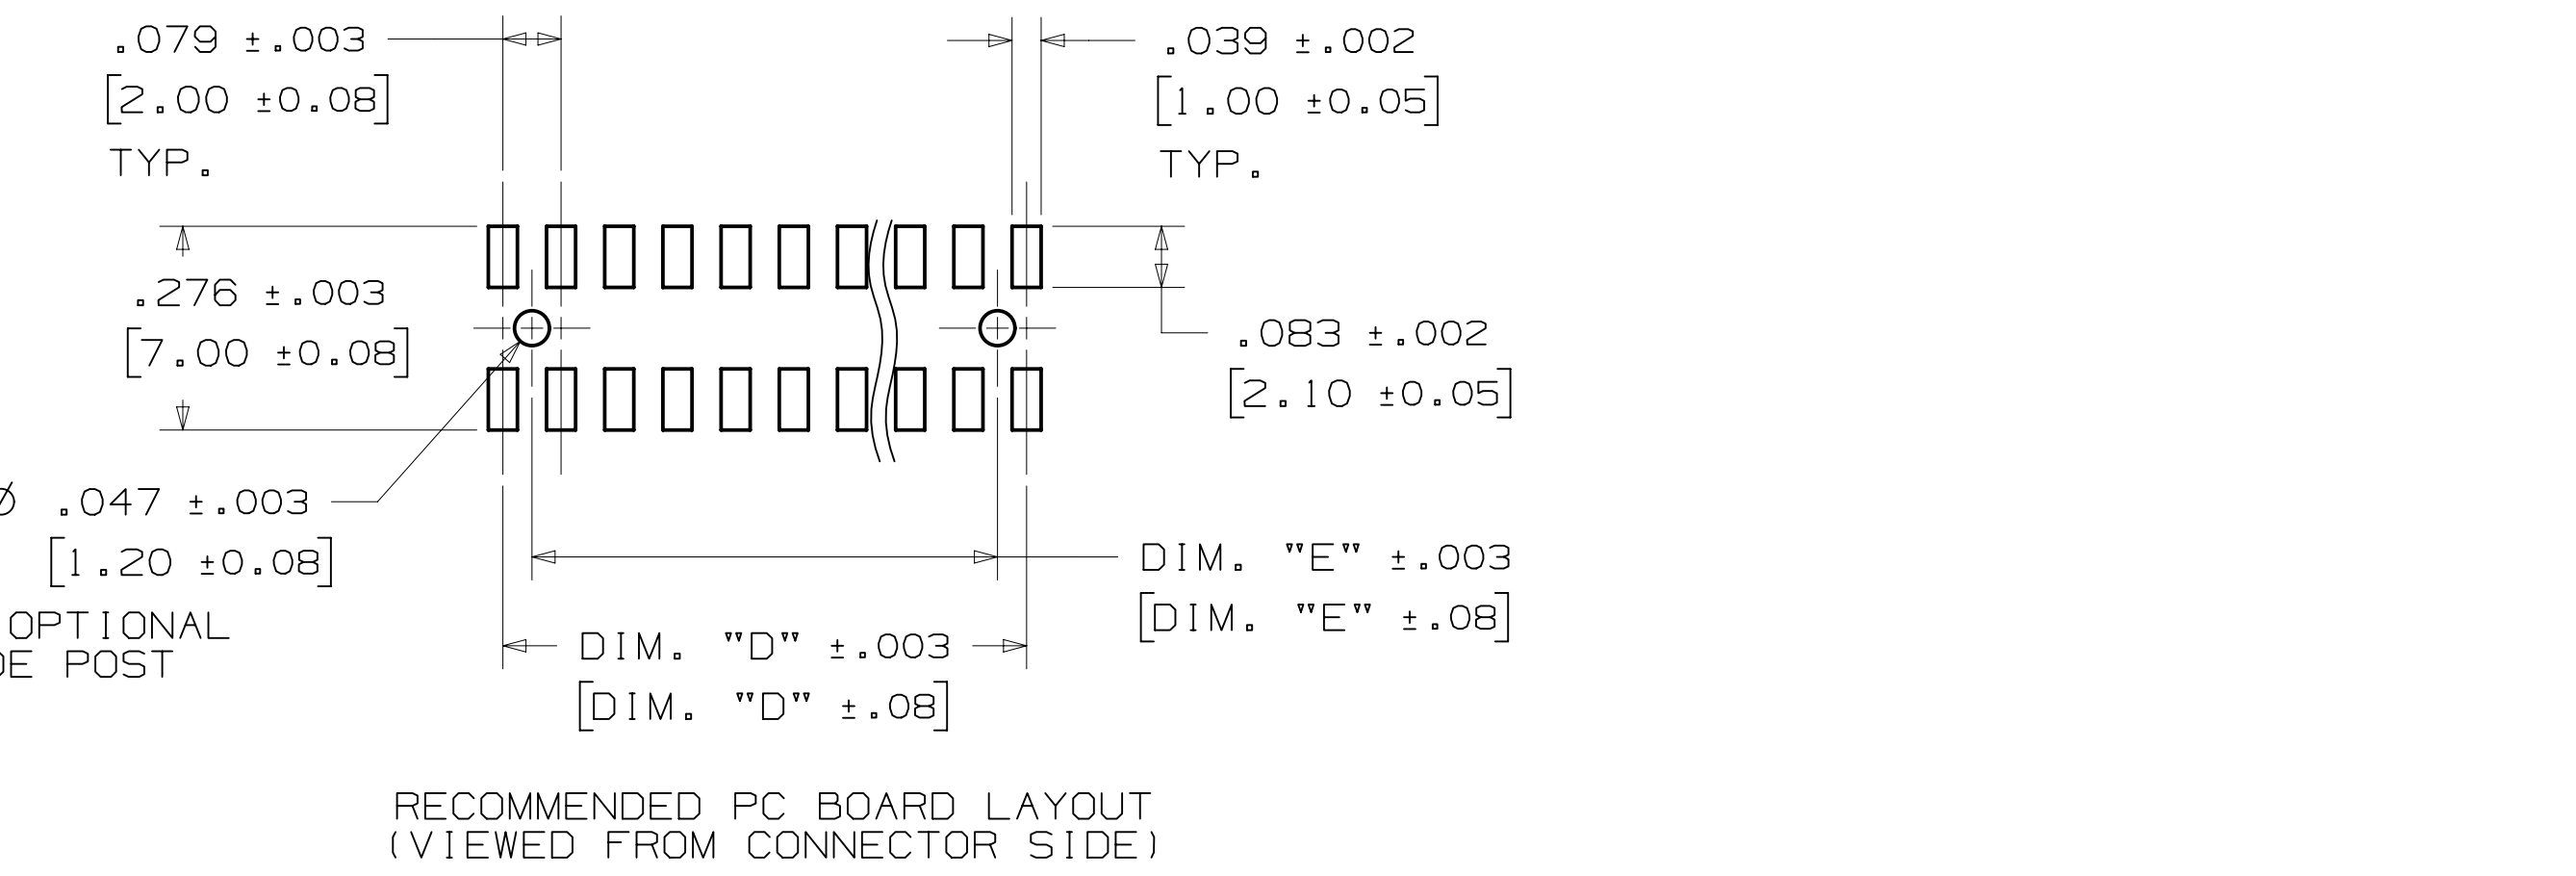 .079 ±.003
[2.00 ±0.08]
TYP.
.039 ±.002
[1.00 ±0.05]
TYP.
.276 ±.003
[7.00 ±0.08]
.083 ±.002
[2.10 ±0.05]
Ø .047 ±.003
[1.20 ±0.08]
OPTIONAL
POST
DIM. "E" ±.003
[DIM. "E" ±.08]
DIM. "D" ±.003
[DIM. "D" ±.08]
RECOMMENDED PC BOARD LAYOUT
(VIEWED FROM CONNECTOR SIDE)